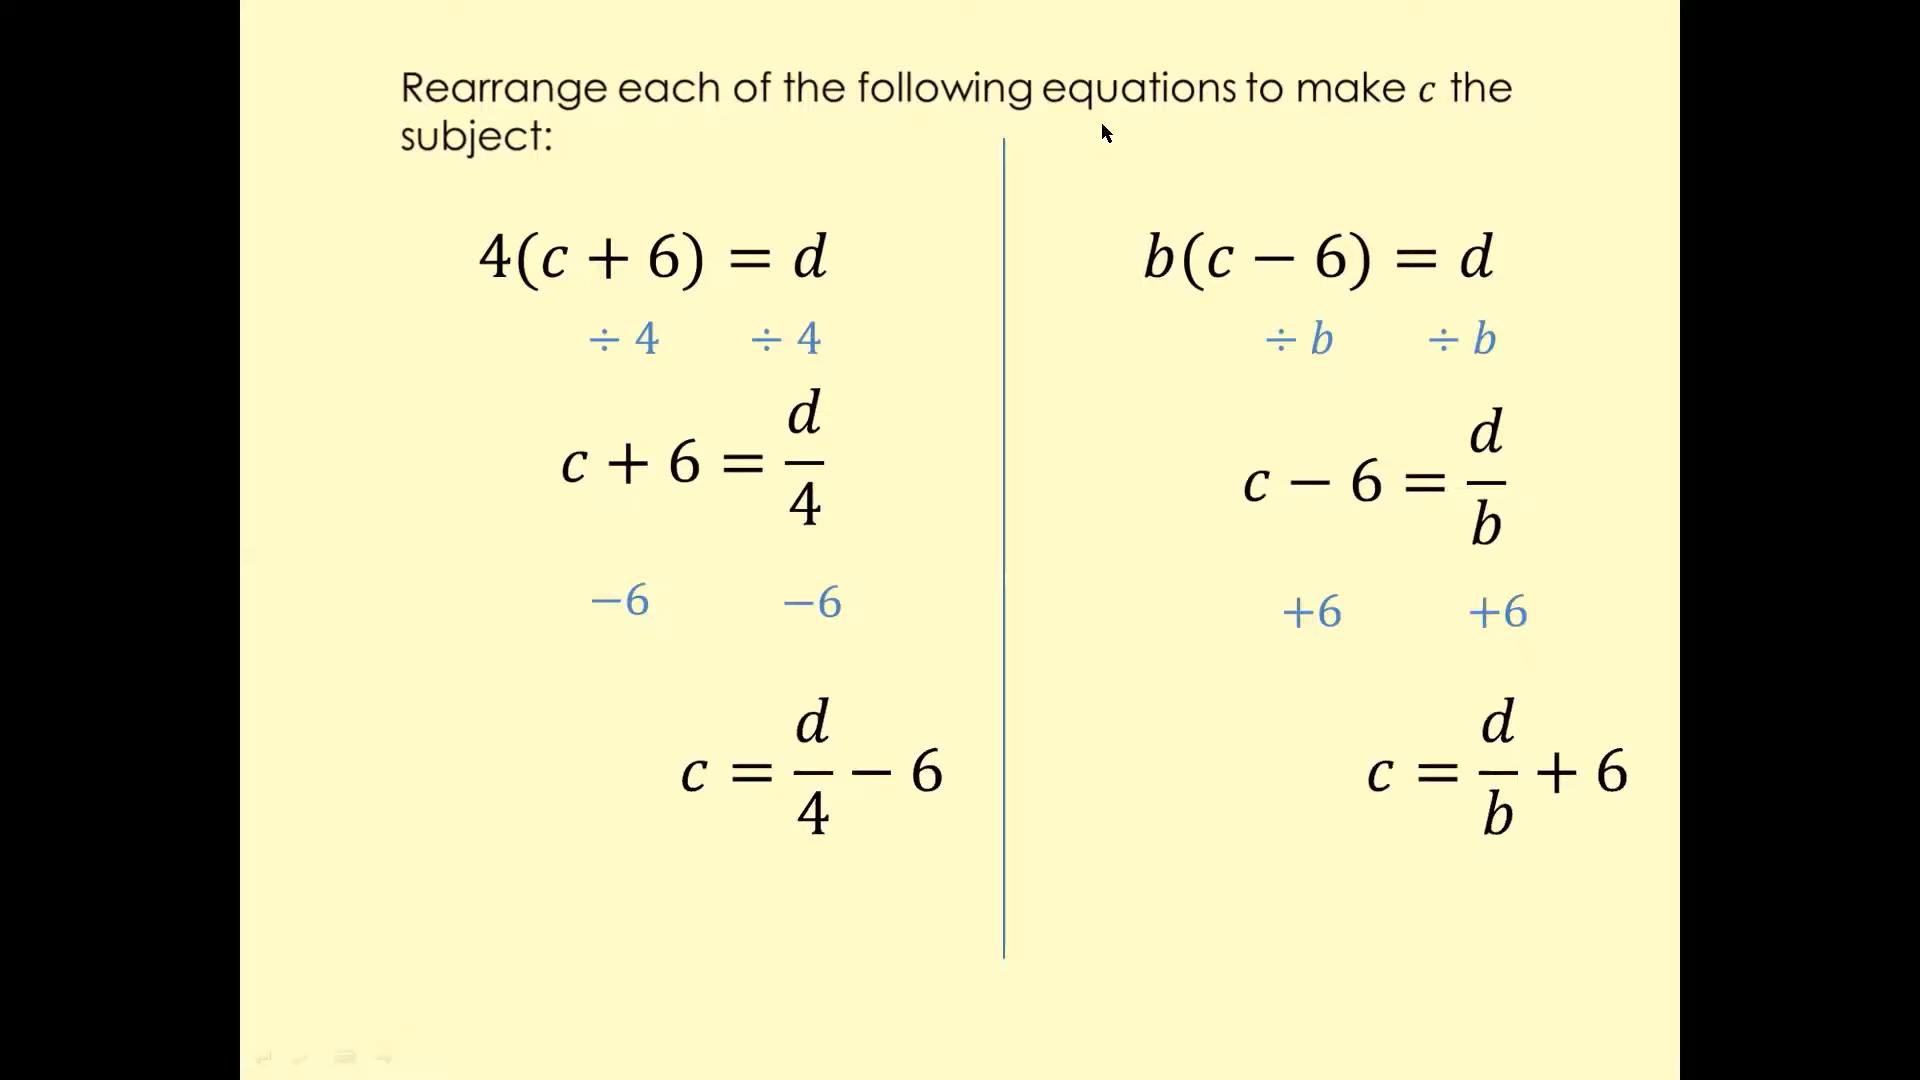 Rearrange each of the following equations to make c the
subject:
4(c + 6) = d
÷ 4 ÷ 4
c + 6 = d/4
−6 −6
c = d/4 − 6
b(c − 6) = d
÷ b ÷ b
c − 6 = d/b
+6 +6
c = d/b + 6